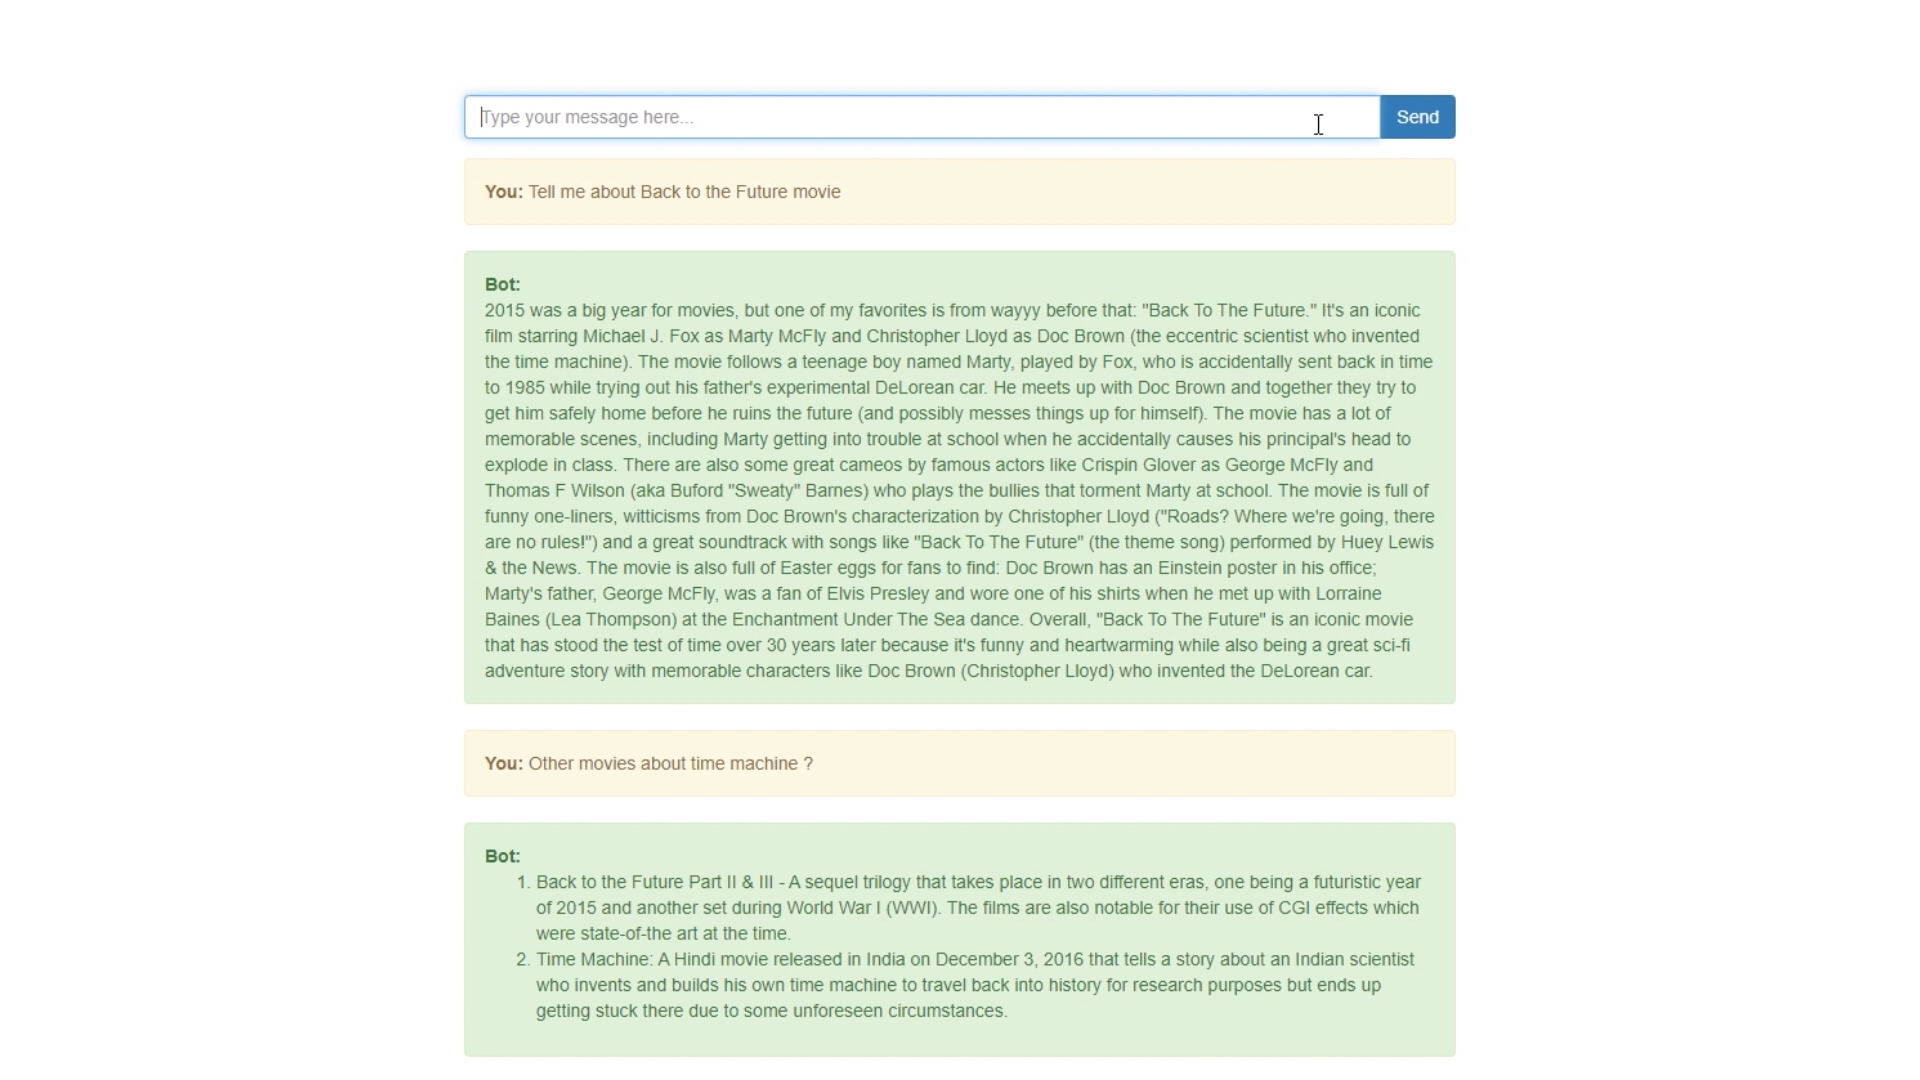 Type your message here...
Send
You: Tell me about Back to the Future movie
Bot:
2015 was a big year for movies, but one of my favorites is from wayyy before that: "Back To The Future." It's an iconic
film starring Michael J. Fox as Marty McFly and Christopher Lloyd as Doc Brown (the eccentric scientist who invented
the time machine). The movie follows a teenage boy named Marty, played by Fox, who is accidentally sent back in time
to 1985 while trying out his father's experimental DeLorean car. He meets up with Doc Brown and together they try to
get him safely home before he ruins the future (and possibly messes things up for himself). The movie has a lot of
memorable scenes, including Marty getting into trouble at school when he accidentally causes his principal's head to
explode in class. There are also some great cameos by famous actors like Crispin Glover as George McFly and
Thomas F Wilson (aka Buford "Sweaty" Barnes) who plays the bullies that torment Marty at school. The movie is full of
funny one-liners, witticisms from Doc Brown's characterization by Christopher Lloyd ("Roads? Where we're going, there
are no rules!") and a great soundtrack with songs like "Back To The Future" (the theme song) performed by Huey Lewis
& the News. The movie is also full of Easter eggs for fans to find: Doc Brown has an Einstein poster in his office;
Marty's father, George McFly, was a fan of Elvis Presley and wore one of his shirts when he met up with Lorraine
Baines (Lea Thompson) at the Enchantment Under The Sea dance. Overall, "Back To The Future" is an iconic movie
that has stood the test of time over 30 years later because it's funny and heartwarming while also being a great sci-fi
adventure story with memorable characters like Doc Brown (Christopher Lloyd) who invented the DeLorean car.
You: Other movies about time machine ?
Bot:
1. Back to the Future Part II & III - A sequel trilogy that takes place in two different eras, one being a futuristic year
of 2015 and another set during World War I (WWI). The films are also notable for their use of CGI effects which
were state-of-the art at the time.
2. Time Machine: A Hindi movie released in India on December 3, 2016 that tells a story about an Indian scientist
who invents and builds his own time machine to travel back into history for research purposes but ends up
getting stuck there due to some unforeseen circumstances.